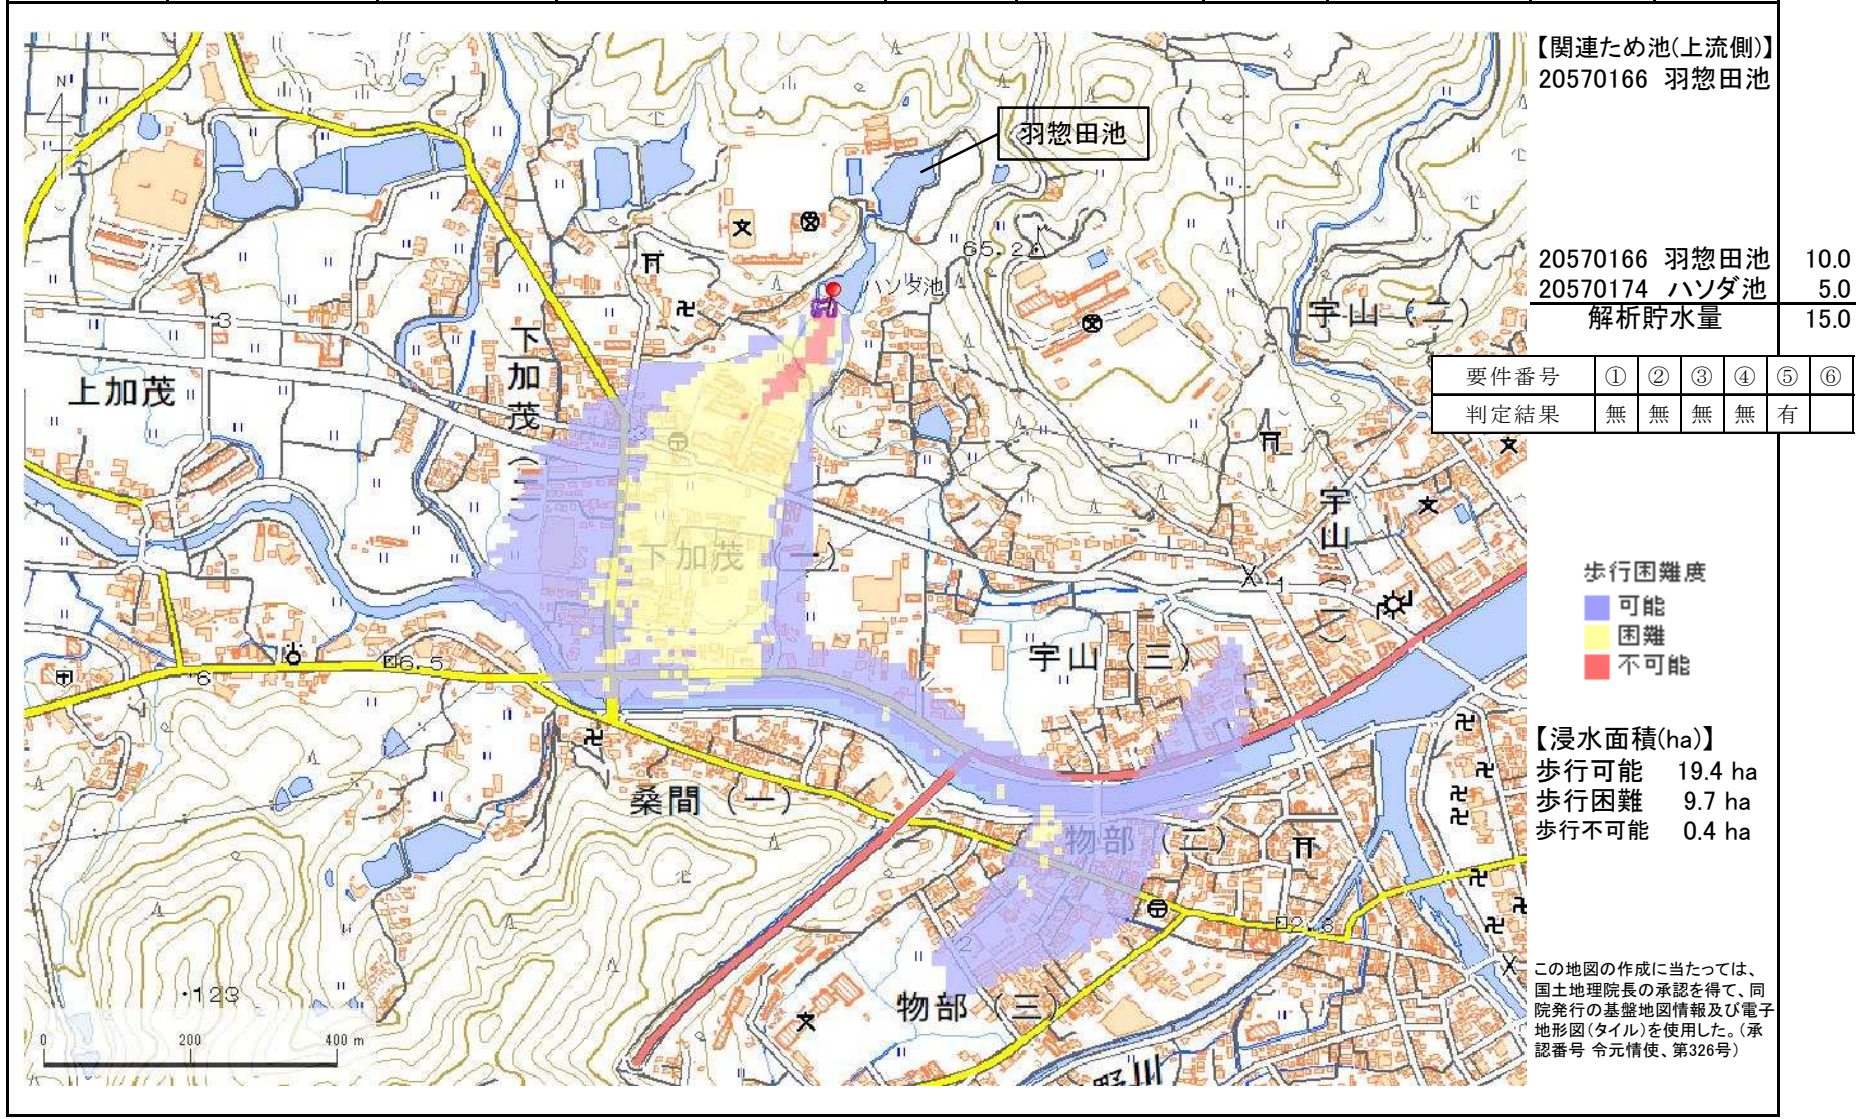 【関連ため池(上流側)】
20570166 羽惣田池
羽惣田池
65.2
ハソダ池
20570166 羽惣田池 10.0
20570174 ハソダ池 5.0
解析貯水量 15.0
宇山(二)
要件番号 ① ② ③ ④ ⑤ ⑥
判定結果 無 無 無 無 有
上加茂
下加茂(二)
下加茂(一)
宇山(一)
宇山(三)
歩行困難度
可能
困難
不可能
6.5
6
桑間(一)
物部(二)
【浸水面積(ha)】
歩行可能 19.4 ha
歩行困難 9.7 ha
歩行不可能 0.4 ha
2.6
2
・123
物部(三)
この地図の作成に当たっては、
国土地理院長の承認を得て、同
院発行の基盤地図情報及び電子
地形図(タイル)を使用した。(承
認番号 令元情使、第326号)
0 200 400 m
野川